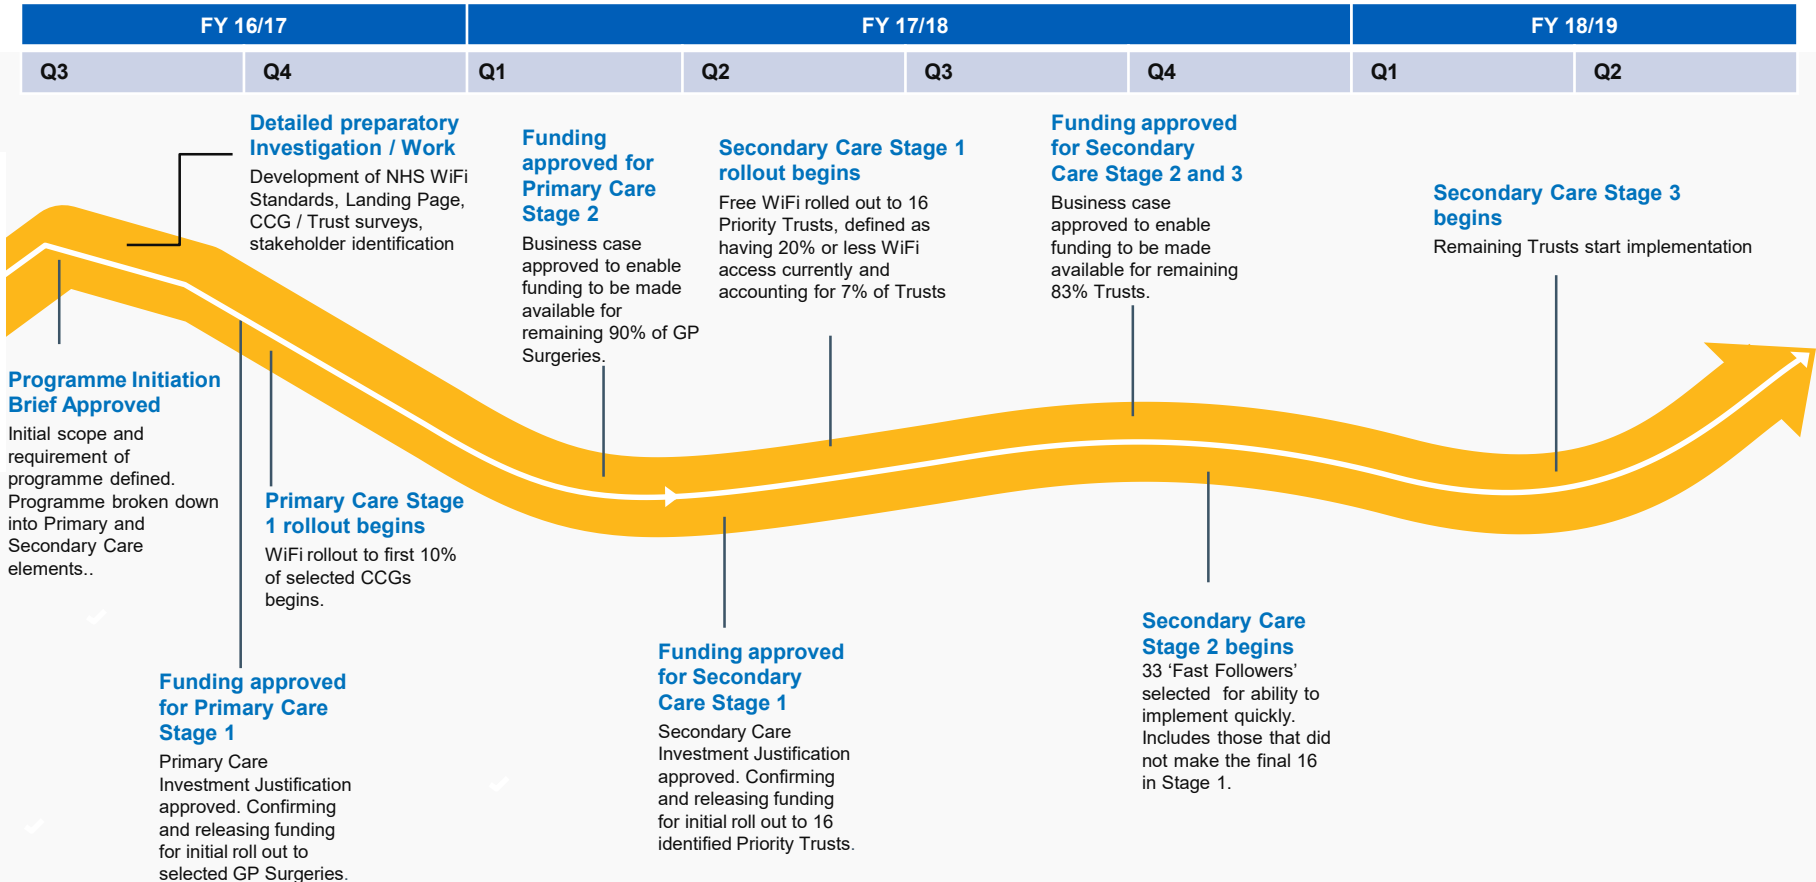 FY 16/17
FY 17/18
FY 18/19
Q3
Q4
Q1
Q2
Q3
Q4
Q1
Q2
Detailed preparatory
Investigation / Work
Development of NHS WiFi
Standards, Landing Page,
CCG / Trust surveys,
stakeholder identification
Funding
approved for
Primary Care
Stage 2
Business case
approved to enable
funding to be made
available for
remaining 90% of GP
Surgeries.
Secondary Care Stage 1
rollout begins
Free WiFi rolled out to 16
Priority Trusts, defined as
having 20% or less WiFi
access currently and
accounting for 7% of Trusts
Funding approved
for Secondary
Care Stage 2 and 3
Business case
approved to enable
funding to be made
available for remaining
83% Trusts.
Secondary Care Stage 3
begins
Remaining Trusts start implementation
Programme Initiation
Brief Approved
Initial scope and
requirement of
programme defined.
Programme broken down
into Primary and
Secondary Care
elements..
Primary Care Stage
1 rollout begins
WiFi rollout to first 10%
of selected CCGs
begins.
Funding approved
for Primary Care
Stage 1
Primary Care
Investment Justification
approved. Confirming
and releasing funding
for initial roll out to
selected GP Surgeries.
Funding approved
for Secondary
Care Stage 1
Secondary Care
Investment Justification
approved. Confirming
and releasing funding
for initial roll out to 16
identified Priority Trusts.
Secondary Care
Stage 2 begins
33 ‘Fast Followers’
selected for ability to
implement quickly.
Includes those that did
not make the final 16
in Stage 1.